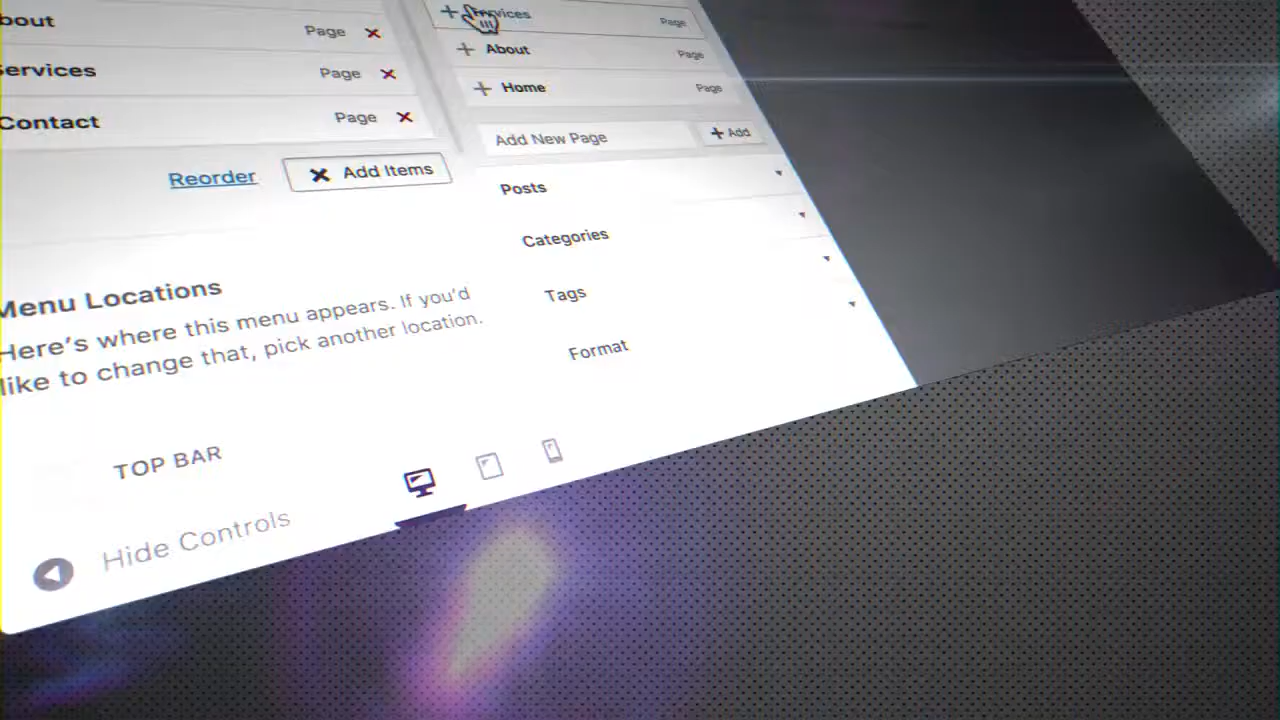 bout
Page
ervices
Page
Contact
Page
Reorder
Add Items
Menu Locations
Here's where this menu appears. If you'd
like to change that, pick another location.
TOP BAR
Hide Controls
Services
Page
About
Page
Home
Page
Add New Page
Add
Posts
Categories
Tags
Format